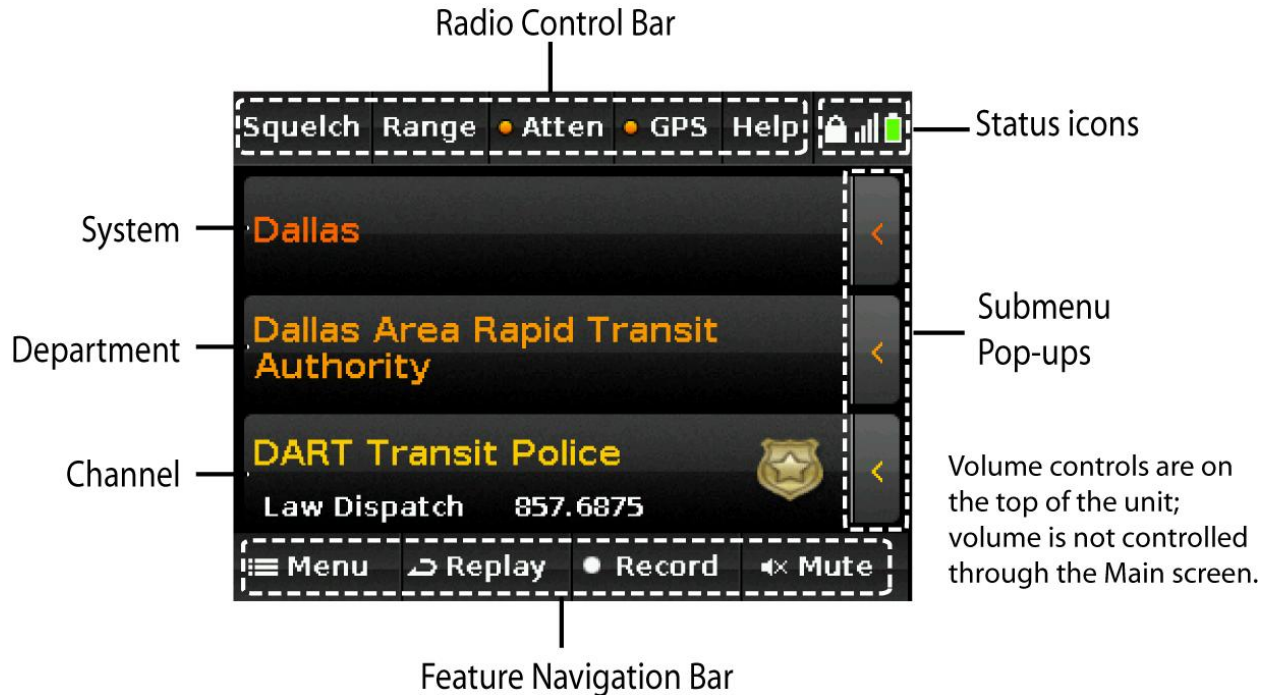 Radio Control Bar
Squelch Range Atten GPS Help
Status icons
System
Dallas
Department
Dallas Area Rapid Transit
Authority
Submenu
Pop-ups
Channel
DART Transit Police
Law Dispatch 857.6875
Volume controls are on
the top of the unit;
volume is not controlled
through the Main screen.
Menu Replay Record Mute
Feature Navigation Bar